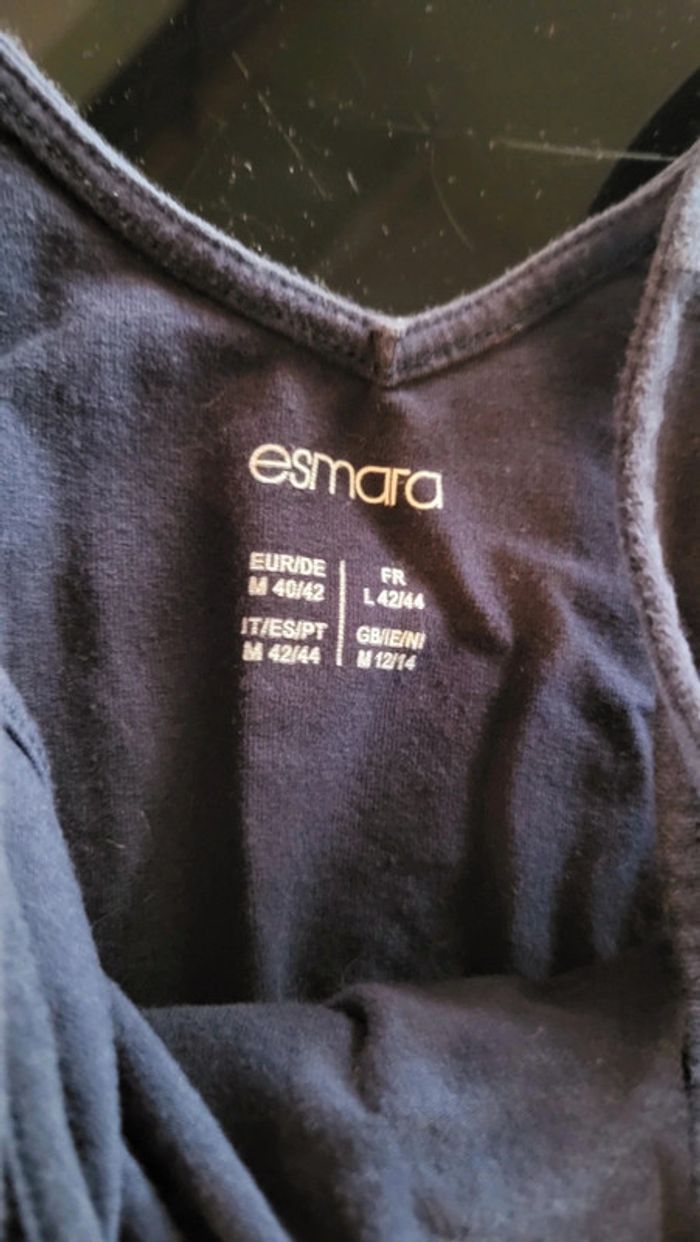 esmara
EUR/DE
M 40/42
FR
L 42/44
IT/ES/PT
M 42/44
GB/IE/NI
M 12/14